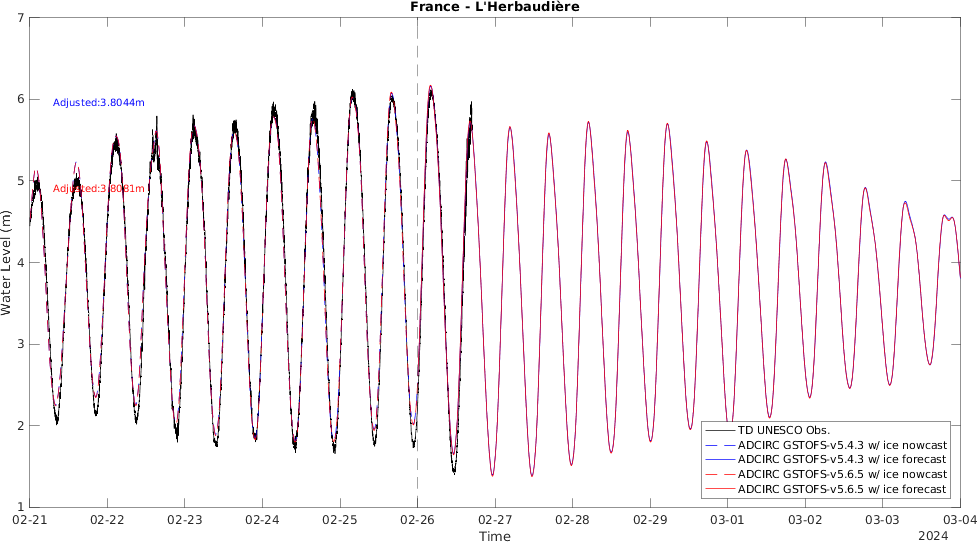 France - L'Herbaudière
7
6
5
4
3
2
1
Water Level (m)
Adjusted:3.8044m
Adjusted:3.8081m
TD UNESCO Obs.
ADCIRC GSTOFS-v5.4.3 w/ ice nowcast
ADCIRC GSTOFS-v5.4.3 w/ ice forecast
ADCIRC GSTOFS-v5.6.5 w/ ice nowcast
ADCIRC GSTOFS-v5.6.5 w/ ice forecast
02-21 02-22 02-23 02-24 02-25 02-26 02-27 02-28 02-29 03-01 03-02 03-03 03-04
Time
2024